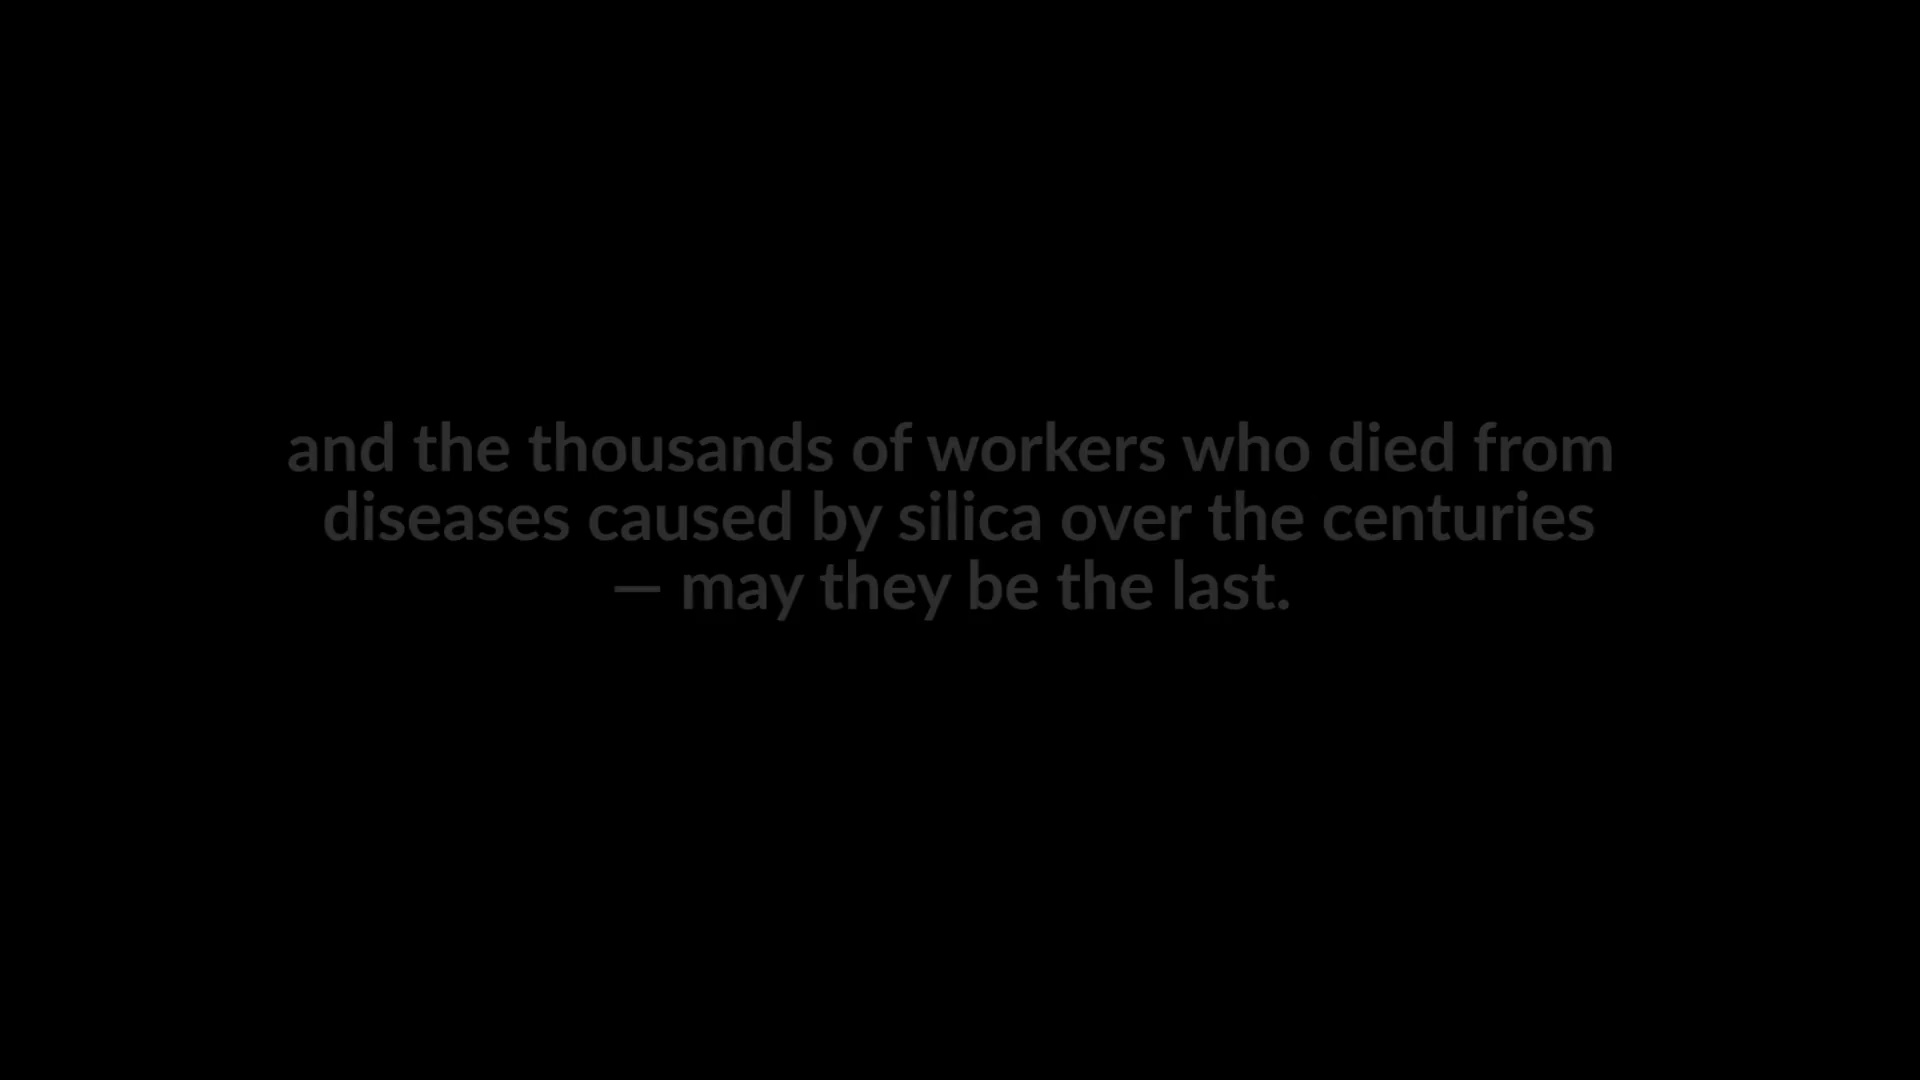 and the thousands of workers who died from
diseases caused by silica over the centuries
— may they be the last.